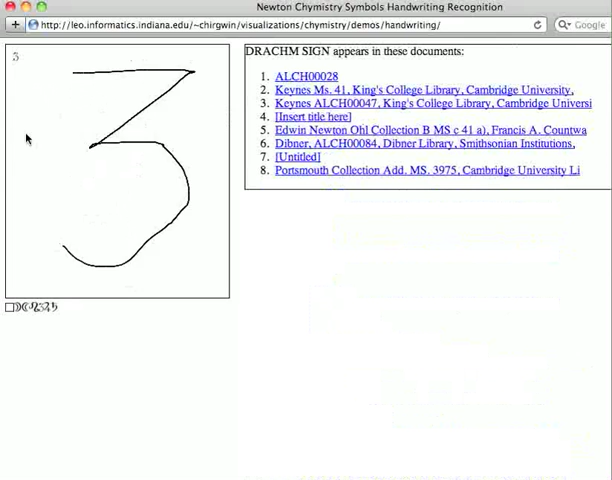 Newton Chymistry Symbols Handwriting Recognition
http://leo.informatics.indiana.edu/~chirgwin/visualizations/chymistry/demos/handwriting/
Google
3
DRACHM SIGN appears in these documents:
1. ALCH00028
2. Keynes Ms. 41, King's College Library, Cambridge University,
3. Keynes ALCH00047, King's College Library, Cambridge Universi
4. [Insert title here]
5. Edwin Newton Ohl Collection B MS c 41 a), Francis A. Countwa
6. Dibner, ALCH00084, Dibner Library, Smithsonian Institutions,
7. [Untitled]
8. Portsmouth Collection Add. MS. 3975, Cambridge University Li